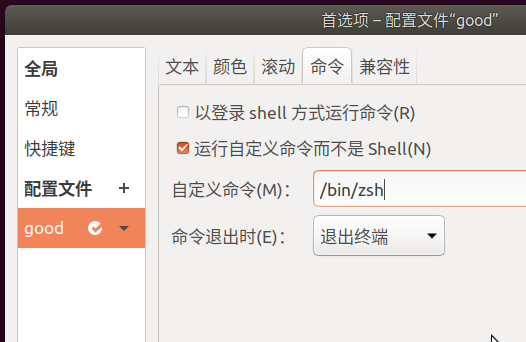 首选项 – 配置文件“good”
全局
常规
快捷键
配置文件 +
good
文本 颜色 滚动 命令 兼容性
以登录 shell 方式运行命令(R)
运行自定义命令而不是 Shell(N)
自定义命令(M)： /bin/zsh
命令退出时(E)： 退出终端